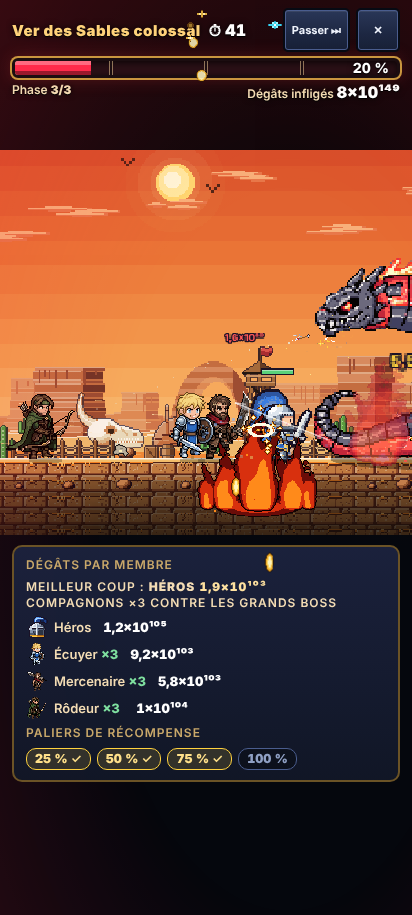 Ver des Sables colossal ⏱ 41
Passer ⏭
×
20 %
Phase 3/3
Dégâts infligés 8×10¹⁴⁹
DÉGÂTS PAR MEMBRE
MEILLEUR COUP : HÉROS 1,9×10¹⁰³
COMPAGNONS ×3 CONTRE LES GRANDS BOSS
Héros 1,2×10¹⁰⁵
Écuyer ×3 9,2×10¹⁰³
Mercenaire ×3 5,8×10¹⁰³
Rôdeur ×3 1×10¹⁰⁴
PALIERS DE RÉCOMPENSE
25 % ✓ 50 % ✓ 75 % ✓ 100 %